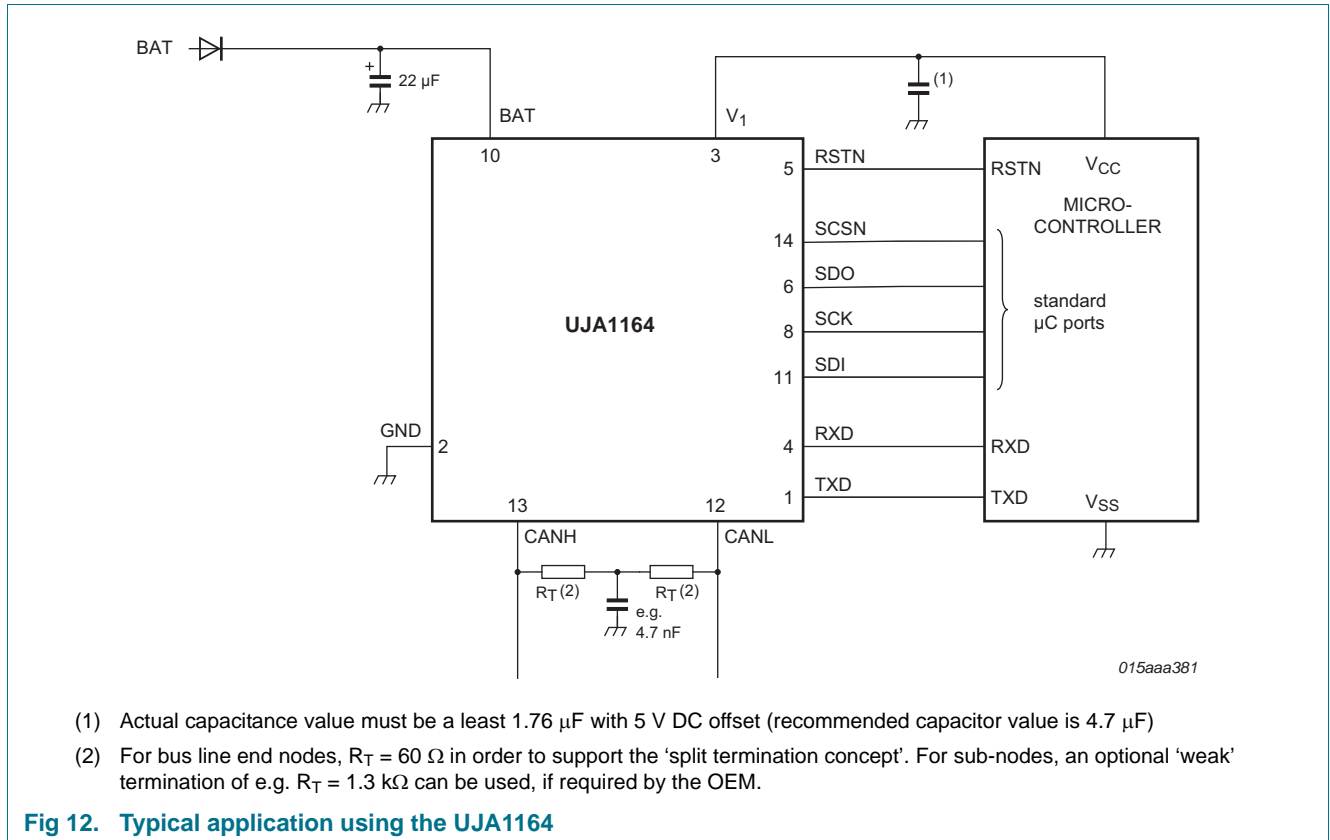 BAT
+
22 µF
(1)
BAT
V1
10
3
5
RSTN
RSTN
VCC
MICRO-
CONTROLLER
14
SCSN
6
SDO
UJA1164
standard
µC ports
8
SCK
11
SDI
GND
2
4
RXD
RXD
1
TXD
TXD
13
12
VSS
CANH
CANL
RT(2)
RT(2)
e.g.
4.7 nF
015aaa381
(1) Actual capacitance value must be a least 1.76 µF with 5 V DC offset (recommended capacitor value is 4.7 µF)
(2) For bus line end nodes, RT = 60 Ω in order to support the ‘split termination concept’. For sub-nodes, an optional ‘weak’
termination of e.g. RT = 1.3 kΩ can be used, if required by the OEM.
Fig 12. Typical application using the UJA1164